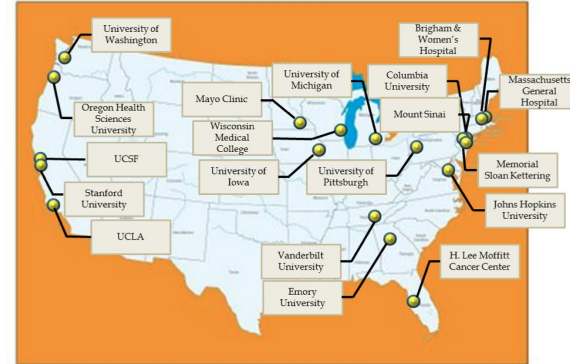 University of
Washington
Oregon Health
Sciences
University
UCSF
Stanford
University
UCLA
Mayo Clinic
Wisconsin
Medical
College
University of
Iowa
University of
Michigan
University of
Pittsburgh
Vanderbilt
University
Emory
University
Columbia
University
Mount Sinai
Brigham &
Women's
Hospital
Massachusetts
General
Hospital
Memorial
Sloan Kettering
Johns Hopkins
University
H. Lee Moffitt
Cancer Center